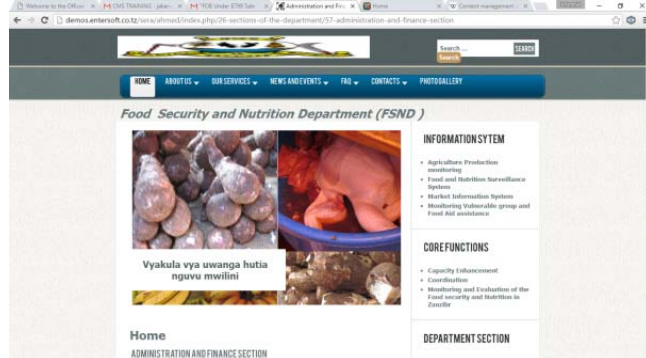 Welcome to the Officer
CMS TRAINING - jakar
Administration and Fin
Home
Content management
demos.entersoft.co.tz/sera/ahmed/index.php/26-sections-of-the-department/57-administration-and-finance-section
Search ...
SEARCH
Search
HOME
ABOUT US
OUR SERVICES
NEWS AND EVENTS
FAQ
CONTACTS
PHOTOGALLERY
Food Security and Nutrition Department (FSND )
INFORMATION SYTEM
Agriculture Production
monitoring
Food and Nutrition Surveillance
System
Market Information System
Monitoring Vulnerable group and
Food Aid assistance
Vyakula vya uwanga hutia
nguvu mwilini
CORE FUNCTIONS
Capacity Enhancement
Coordination
Monitoring and Evaluation of the
Food security and Nutrition in
Zanzibr
Home
DEPARTMENT SECTION
ADMINISTRATION AND FINANCE SECTION